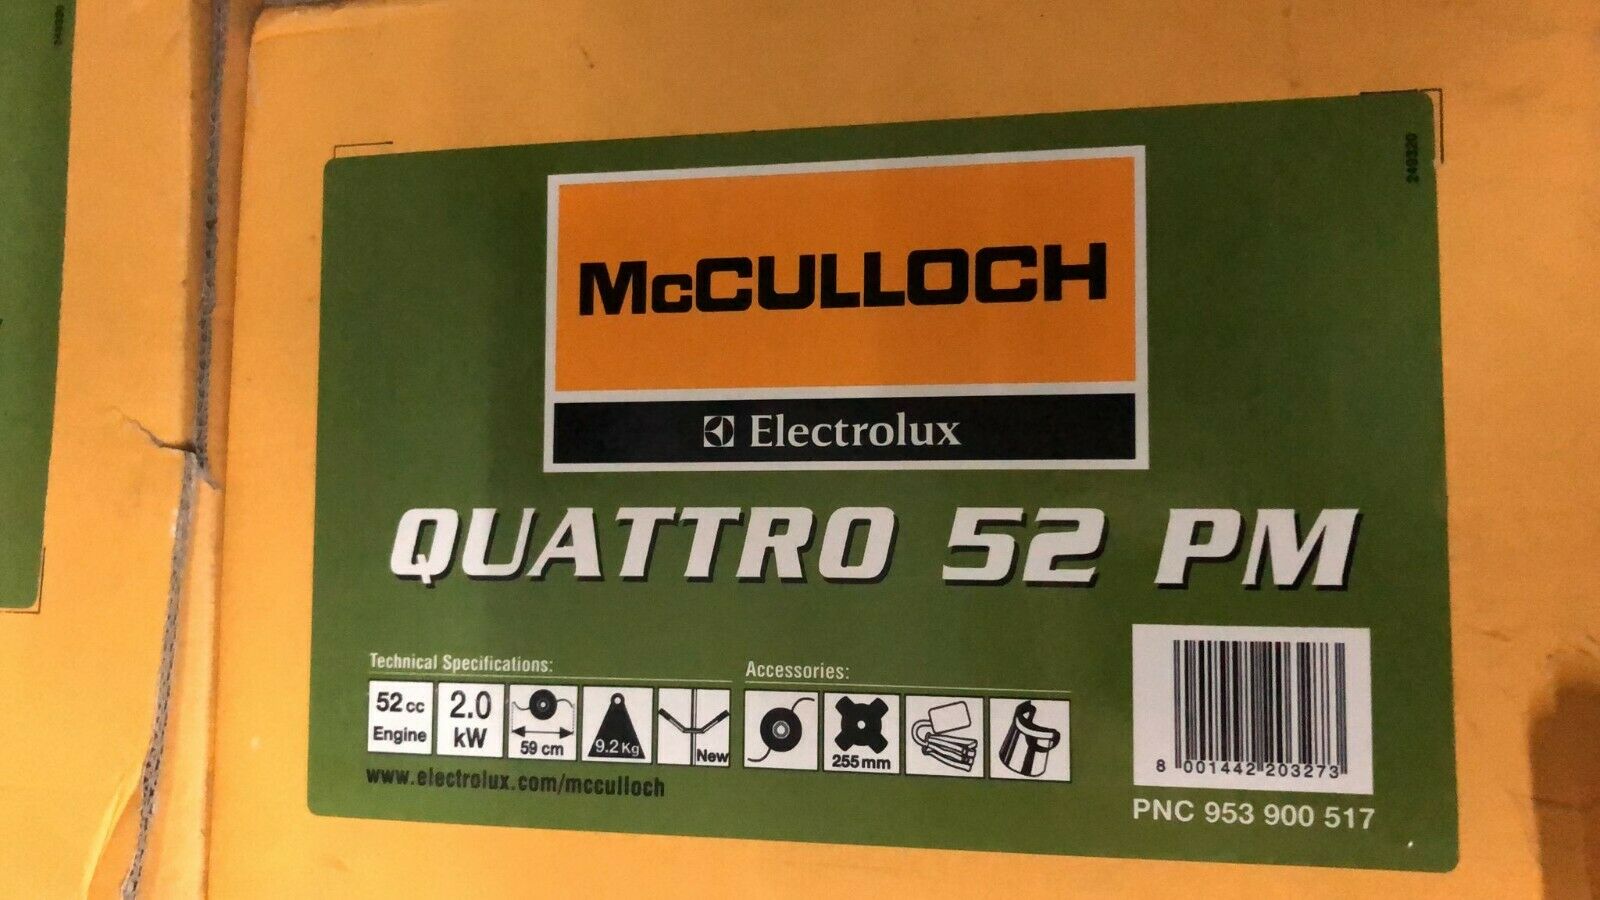 249320
McCULLOCH
Electrolux
QUATTRO 52 PM
Technical Specifications:
52 cc
Engine
2.0
kW
59 cm
9.2 Kg
New
Accessories:
255 mm
www.electrolux.com/mcculloch
8 001442 203273
PNC 953 900 517